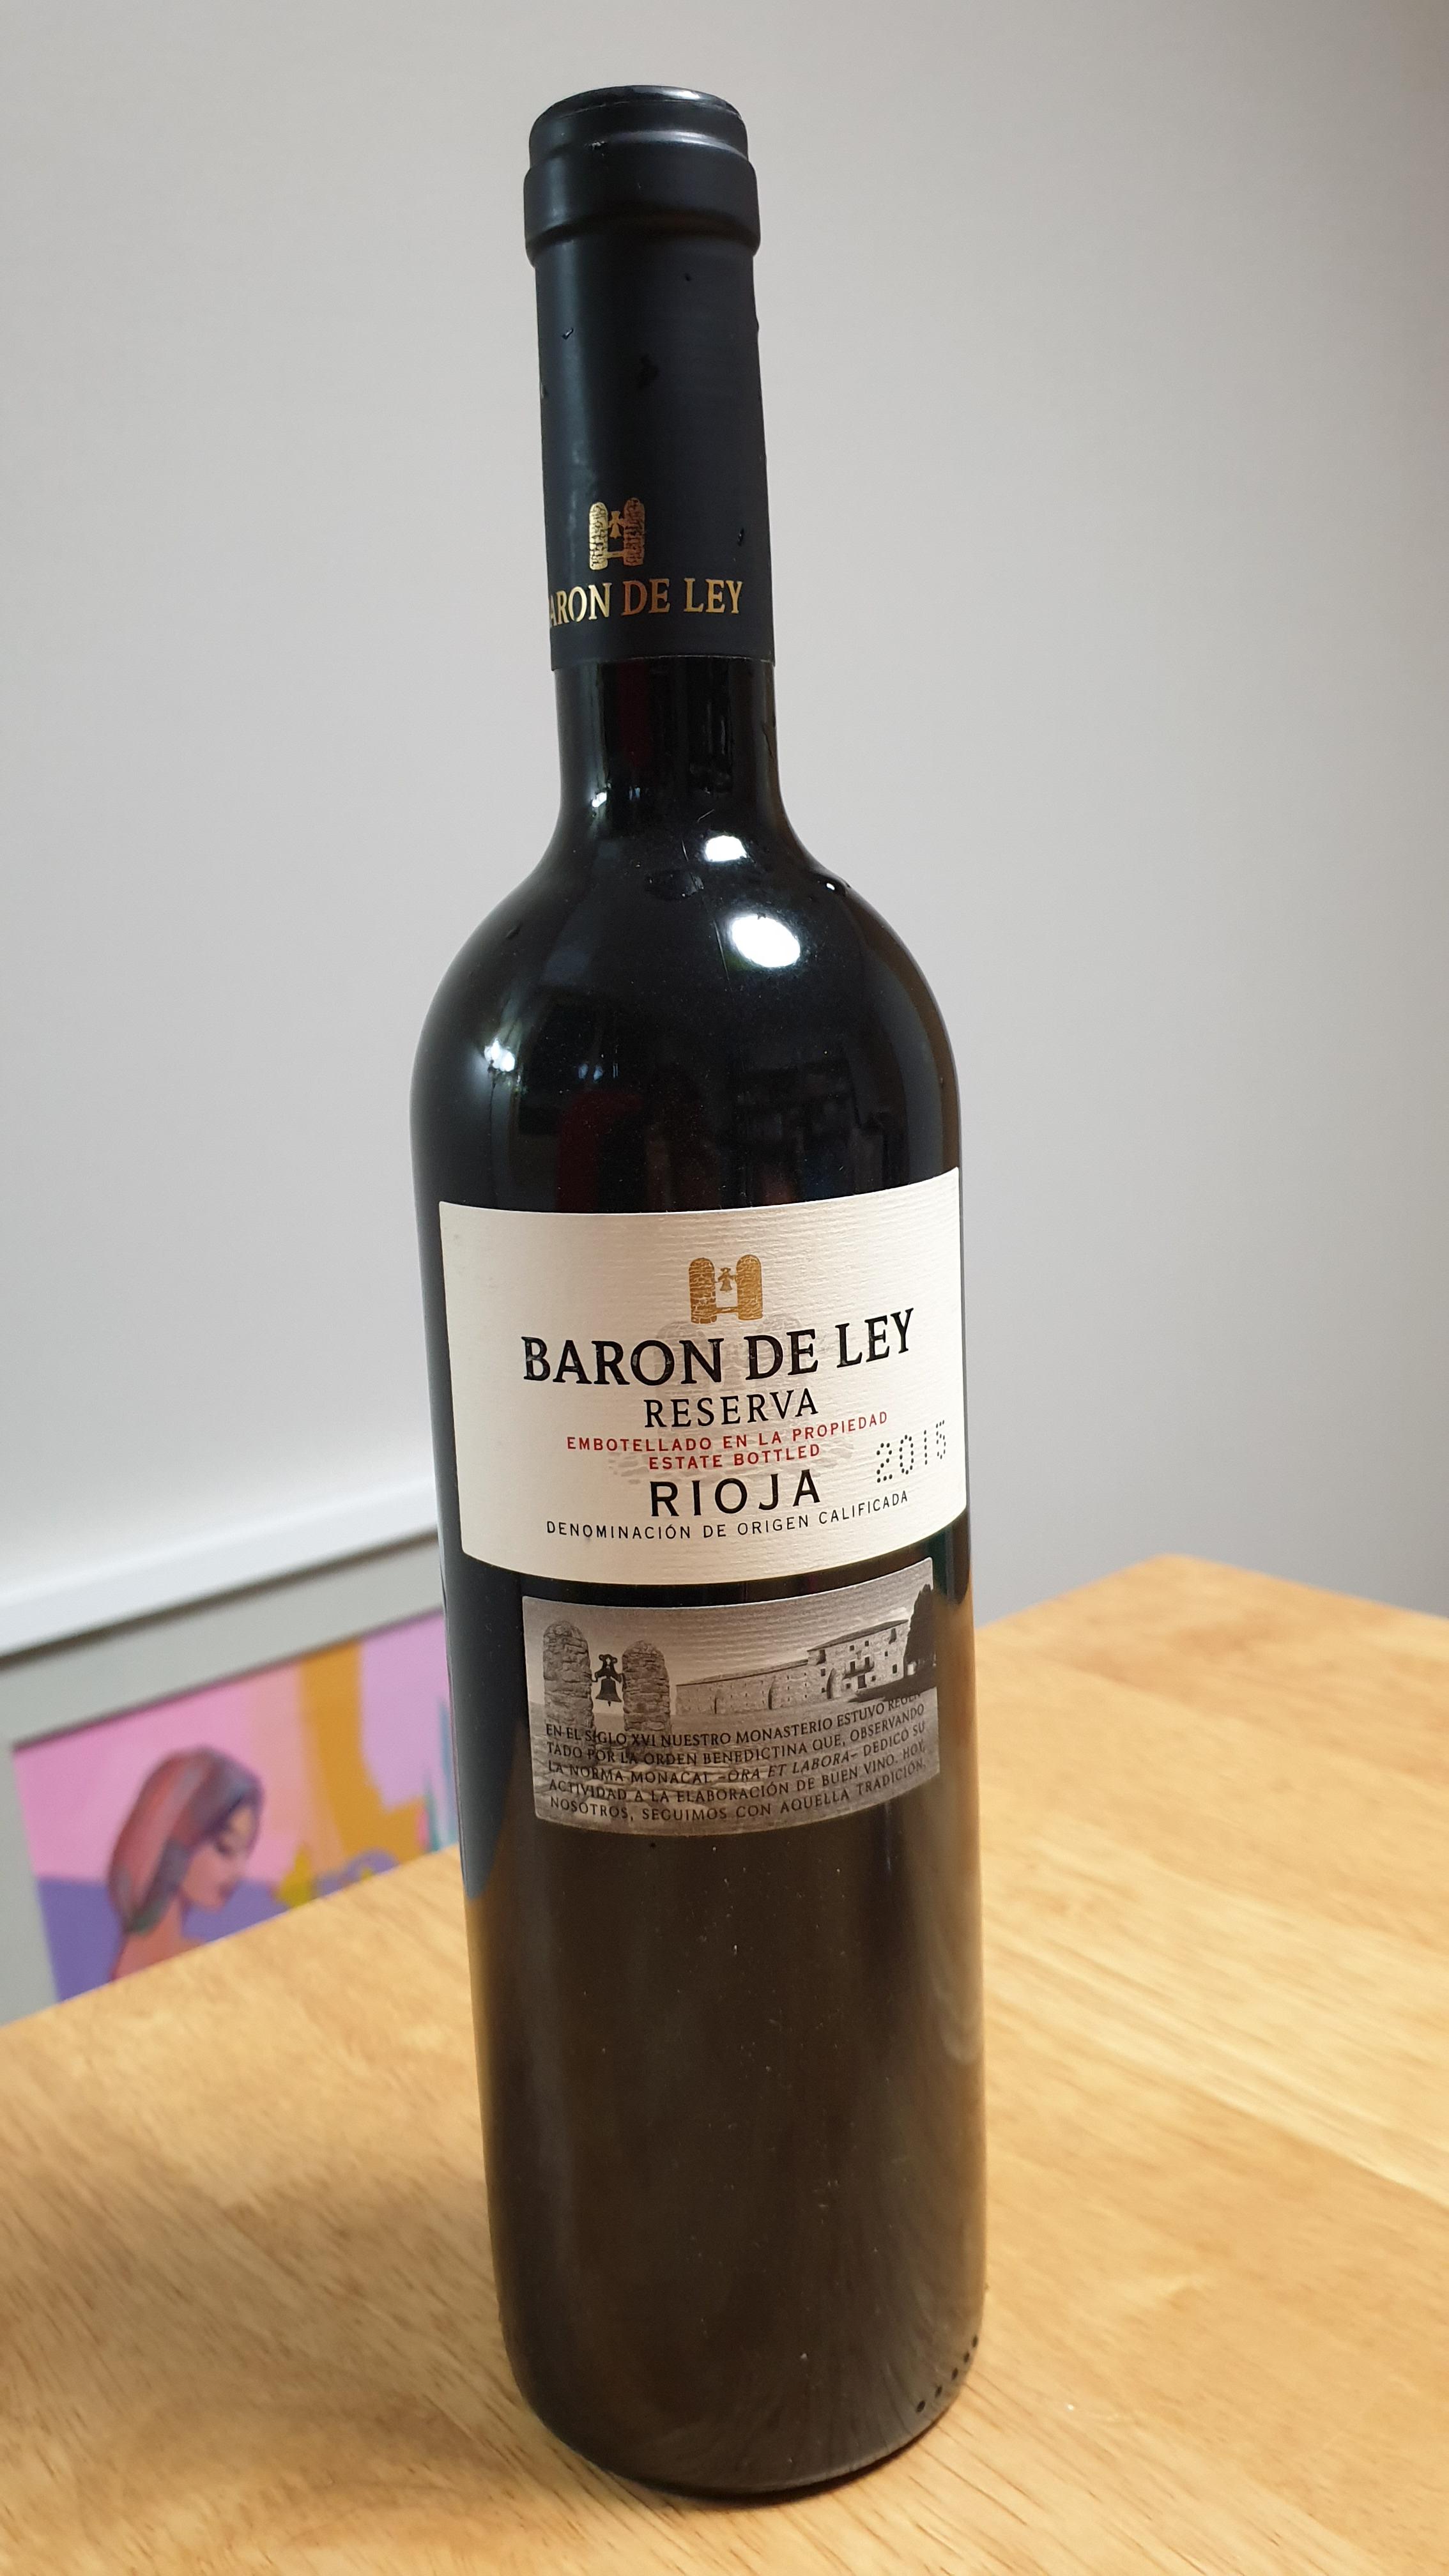 ARON DE LEY
BARON DE LEY
RESERVA
EMBOTELLADO EN LA PROPIEDAD
ESTATE BOTTLED
2015
RIOJA
DENOMINACIÓN DE ORIGEN CALIFICADA
EN EL SIGLO XVI NUESTRO MONASTERIO ESTUVO REGEN-
TADO POR LA ORDEN BENEDICTINA QUE, OBSERVANDO
LA NORMA MONACAL -ORA ET LABORA- DEDICÓ SU
ACTIVIDAD A LA ELABORACIÓN DE BUEN VINO. HOY,
NOSOTROS, SEGUIMOS CON AQUELLA TRADICIÓN.